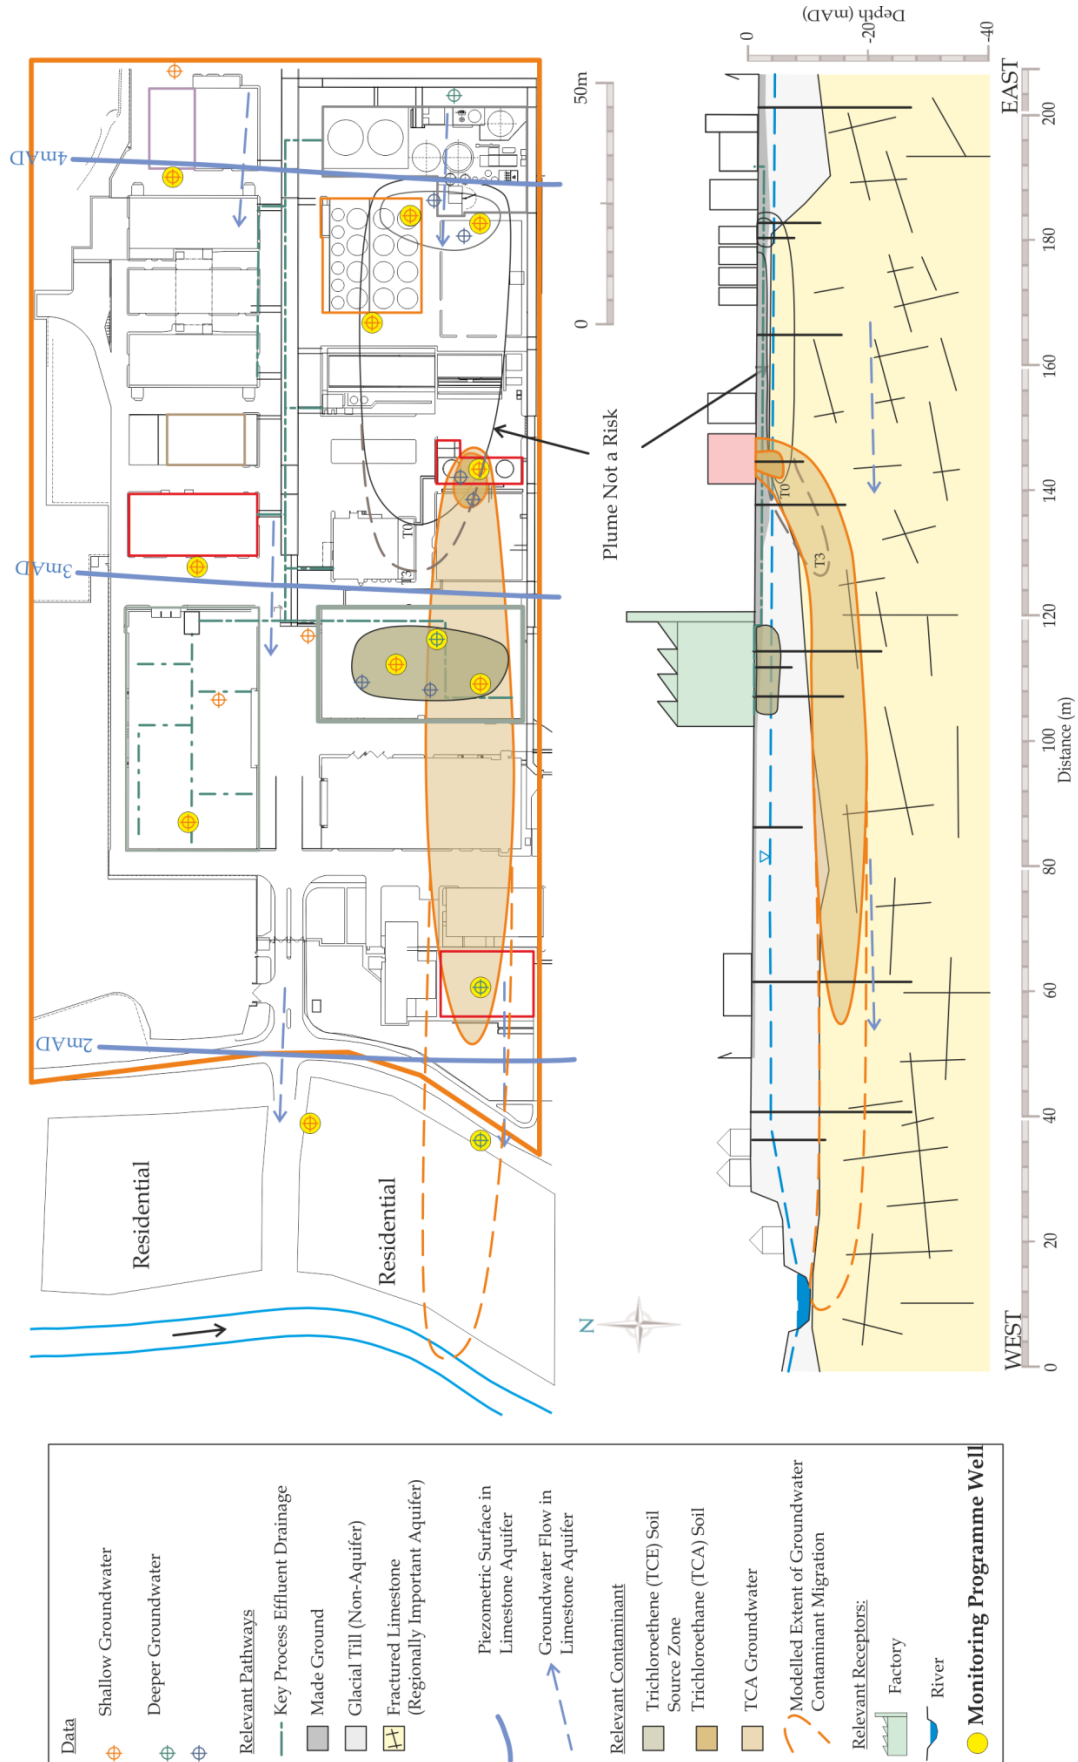 4mAD
3mAD
2mAD
T0
T3
Residential
Residential
N
0
50m
Plume Not a Risk
T0
T3
0
-20
-40
Depth (mAD)
WEST
EAST
0
20
40
60
80
100
120
140
160
180
200
Distance (m)
Data
Shallow Groundwater
Deeper Groundwater
Relevant Pathways
Key Process Effluent Drainage
Made Ground
Glacial Till (Non-Aquifer)
Fractured Limestone
(Regionally Important Aquifer)
Piezometric Surface in
Limestone Aquifer
Groundwater Flow in
Limestone Aquifer
Relevant Contaminant
Trichloroethene (TCE) Soil
Source Zone
Trichloroethane (TCA) Soil
TCA Groundwater
Modelled Extent of Groundwater
Contaminant Migration
Relevant Receptors:
Factory
River
Monitoring Programme Well